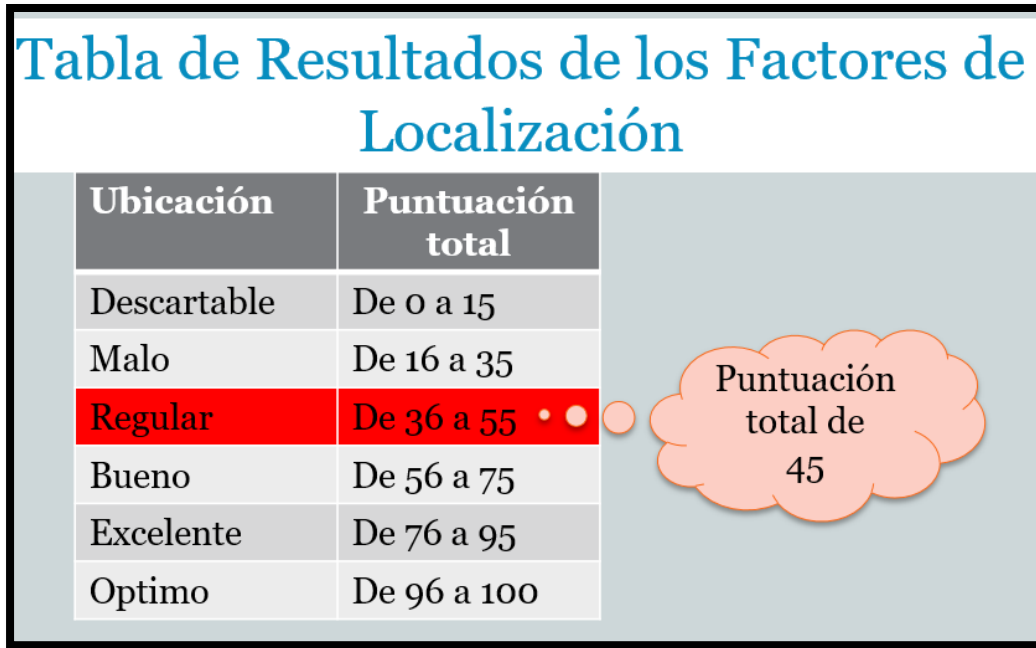 Tabla de Resultados de los Factores de
Localización
Ubicación Puntuación
total
Descartable De 0 a 15
Malo De 16 a 35
Regular De 36 a 55
Bueno De 56 a 75
Excelente De 76 a 95
Optimo De 96 a 100
Puntuación
total de
45